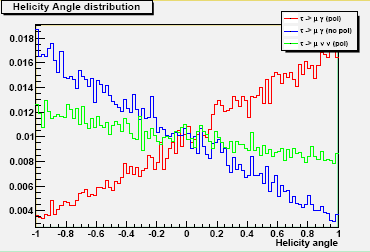 Helicity Angle distribution
τ -> μ γ (pol)
τ -> μ γ (no pol)
τ -> μ ν ν (pol)
0.018
0.016
0.014
0.012
0.01
0.008
0.006
0.004
-1 -0.8 -0.6 -0.4 -0.2 0 0.2 0.4 0.6 0.8 1
Helicity angle